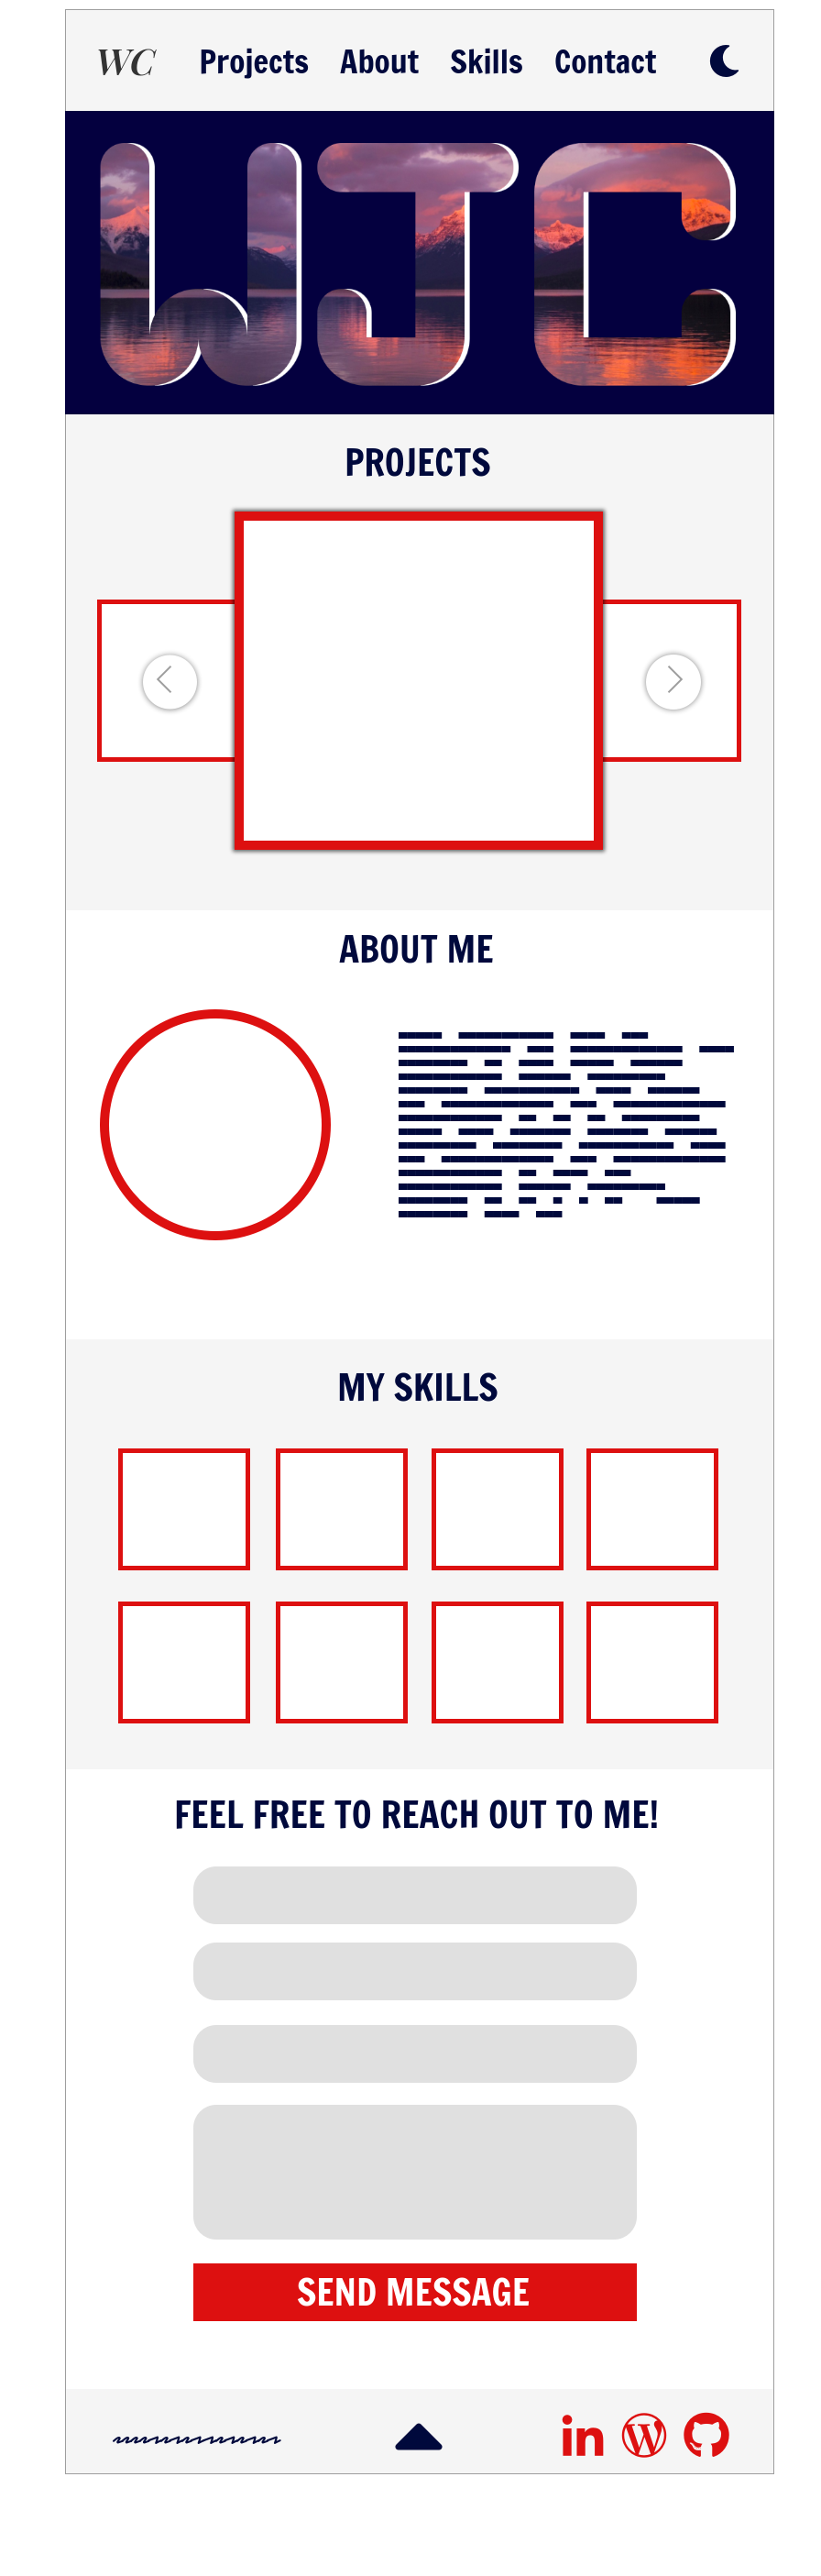 WC Projects About Skills Contact
WJC
PROJECTS
ABOUT ME
MY SKILLS
FEEL FREE TO REACH OUT TO ME!
SEND MESSAGE
in